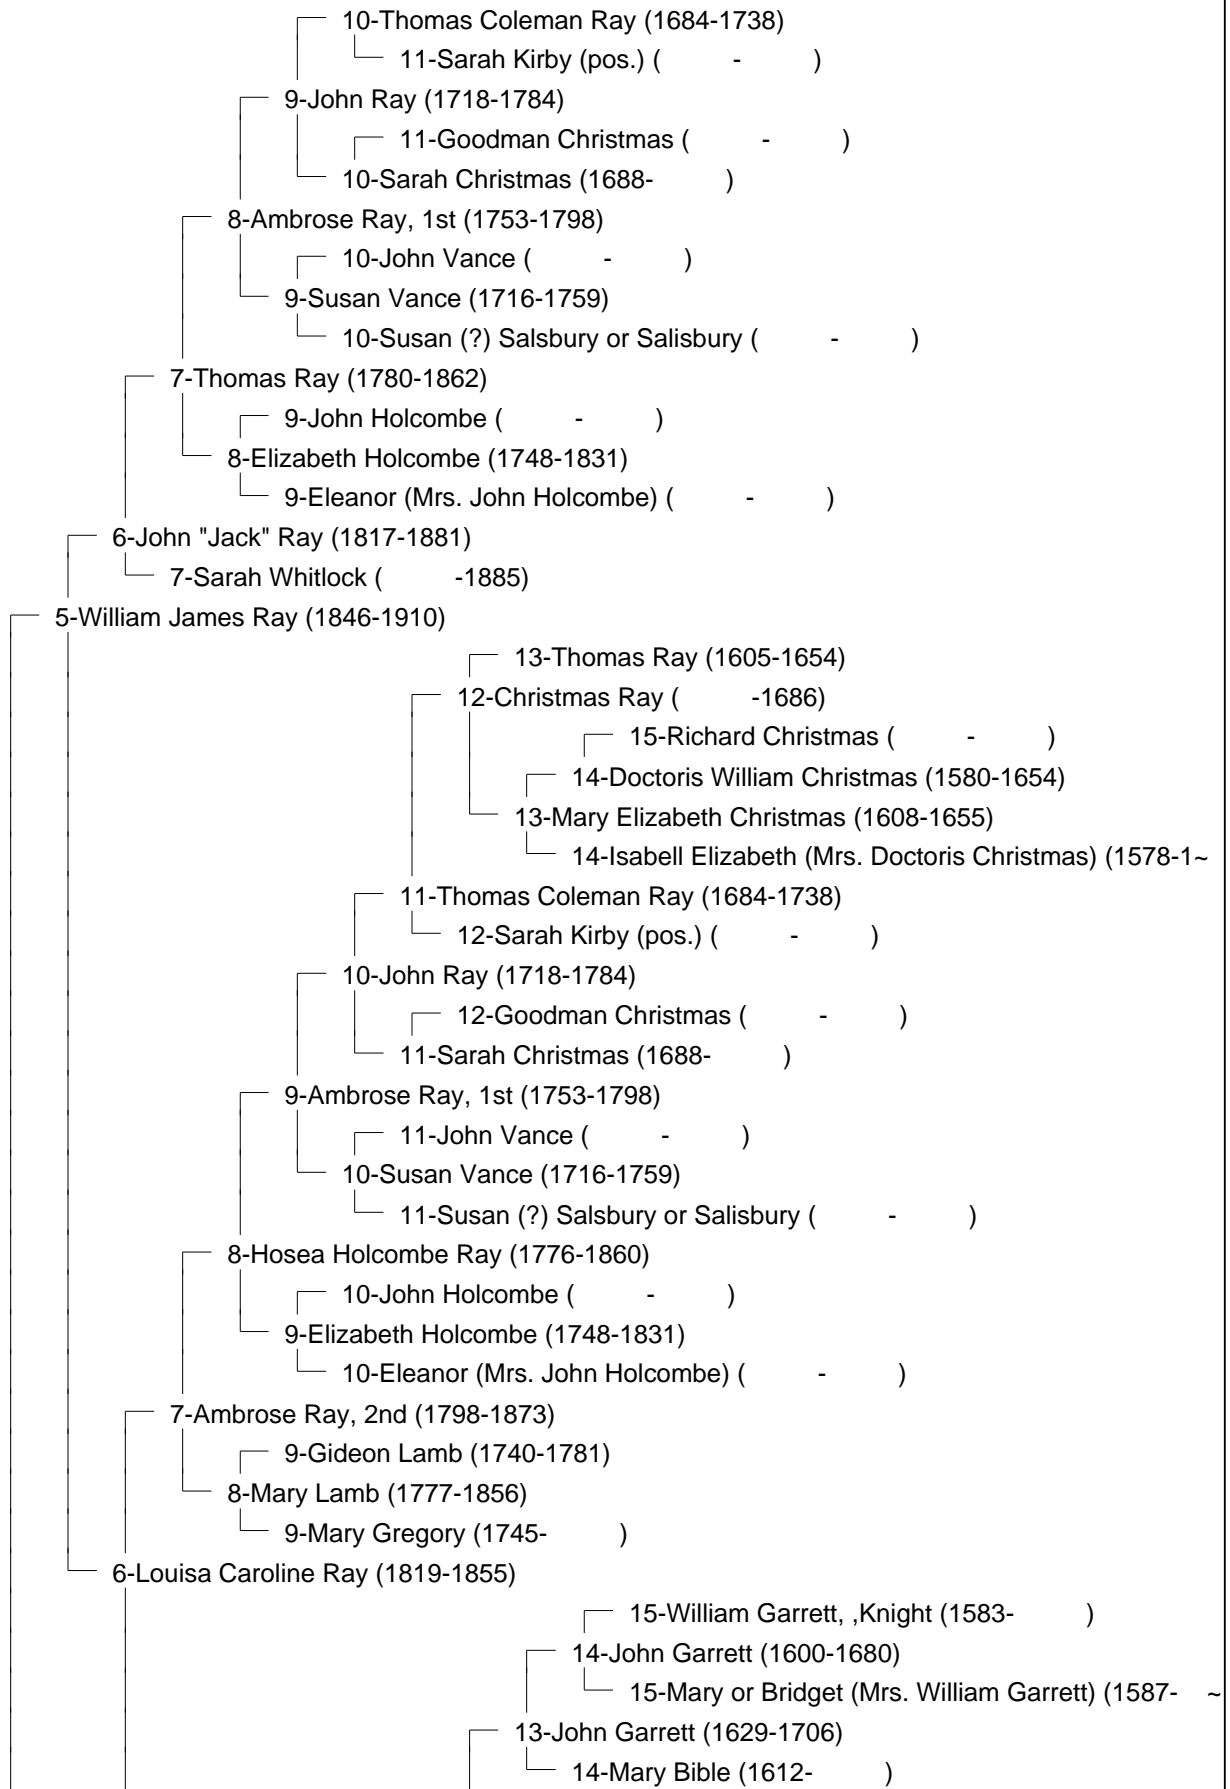 10-Thomas Coleman Ray (1684-1738)
11-Sarah Kirby (pos.) ( - )
9-John Ray (1718-1784)
11-Goodman Christmas ( - )
10-Sarah Christmas (1688- )
8-Ambrose Ray, 1st (1753-1798)
10-John Vance ( - )
9-Susan Vance (1716-1759)
10-Susan (?) Salsbury or Salisbury ( - )
7-Thomas Ray (1780-1862)
9-John Holcombe ( - )
8-Elizabeth Holcombe (1748-1831)
9-Eleanor (Mrs. John Holcombe) ( - )
6-John "Jack" Ray (1817-1881)
7-Sarah Whitlock ( -1885)
5-William James Ray (1846-1910)
13-Thomas Ray (1605-1654)
12-Christmas Ray ( -1686)
15-Richard Christmas ( - )
14-Doctoris William Christmas (1580-1654)
13-Mary Elizabeth Christmas (1608-1655)
14-Isabell Elizabeth (Mrs. Doctoris Christmas) (1578-1~
11-Thomas Coleman Ray (1684-1738)
12-Sarah Kirby (pos.) ( - )
10-John Ray (1718-1784)
12-Goodman Christmas ( - )
11-Sarah Christmas (1688- )
9-Ambrose Ray, 1st (1753-1798)
11-John Vance ( - )
10-Susan Vance (1716-1759)
11-Susan (?) Salsbury or Salisbury ( - )
8-Hosea Holcombe Ray (1776-1860)
10-John Holcombe ( - )
9-Elizabeth Holcombe (1748-1831)
10-Eleanor (Mrs. John Holcombe) ( - )
7-Ambrose Ray, 2nd (1798-1873)
9-Gideon Lamb (1740-1781)
8-Mary Lamb (1777-1856)
9-Mary Gregory (1745- )
6-Louisa Caroline Ray (1819-1855)
15-William Garrett, ,Knight (1583- )
14-John Garrett (1600-1680)
15-Mary or Bridget (Mrs. William Garrett) (1587- ~
13-John Garrett (1629-1706)
14-Mary Bible (1612- )